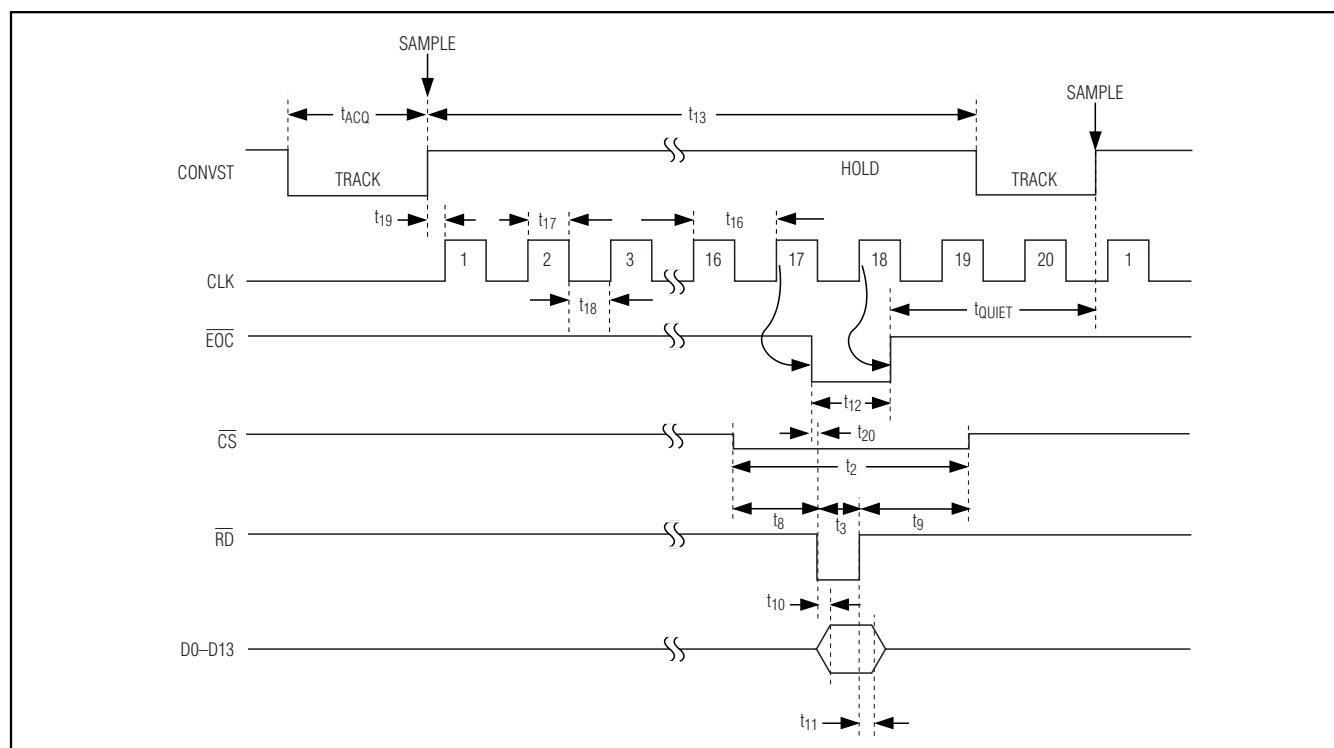 SAMPLE
SAMPLE
tACQ
t13
CONVST
TRACK
HOLD
TRACK
t19
t17
t16
CLK
1
2
3
16
17
18
19
20
1
t18
tQUIET
EOC
t12
t20
CS
t2
t8
t3
t9
RD
t10
D0–D13
t11